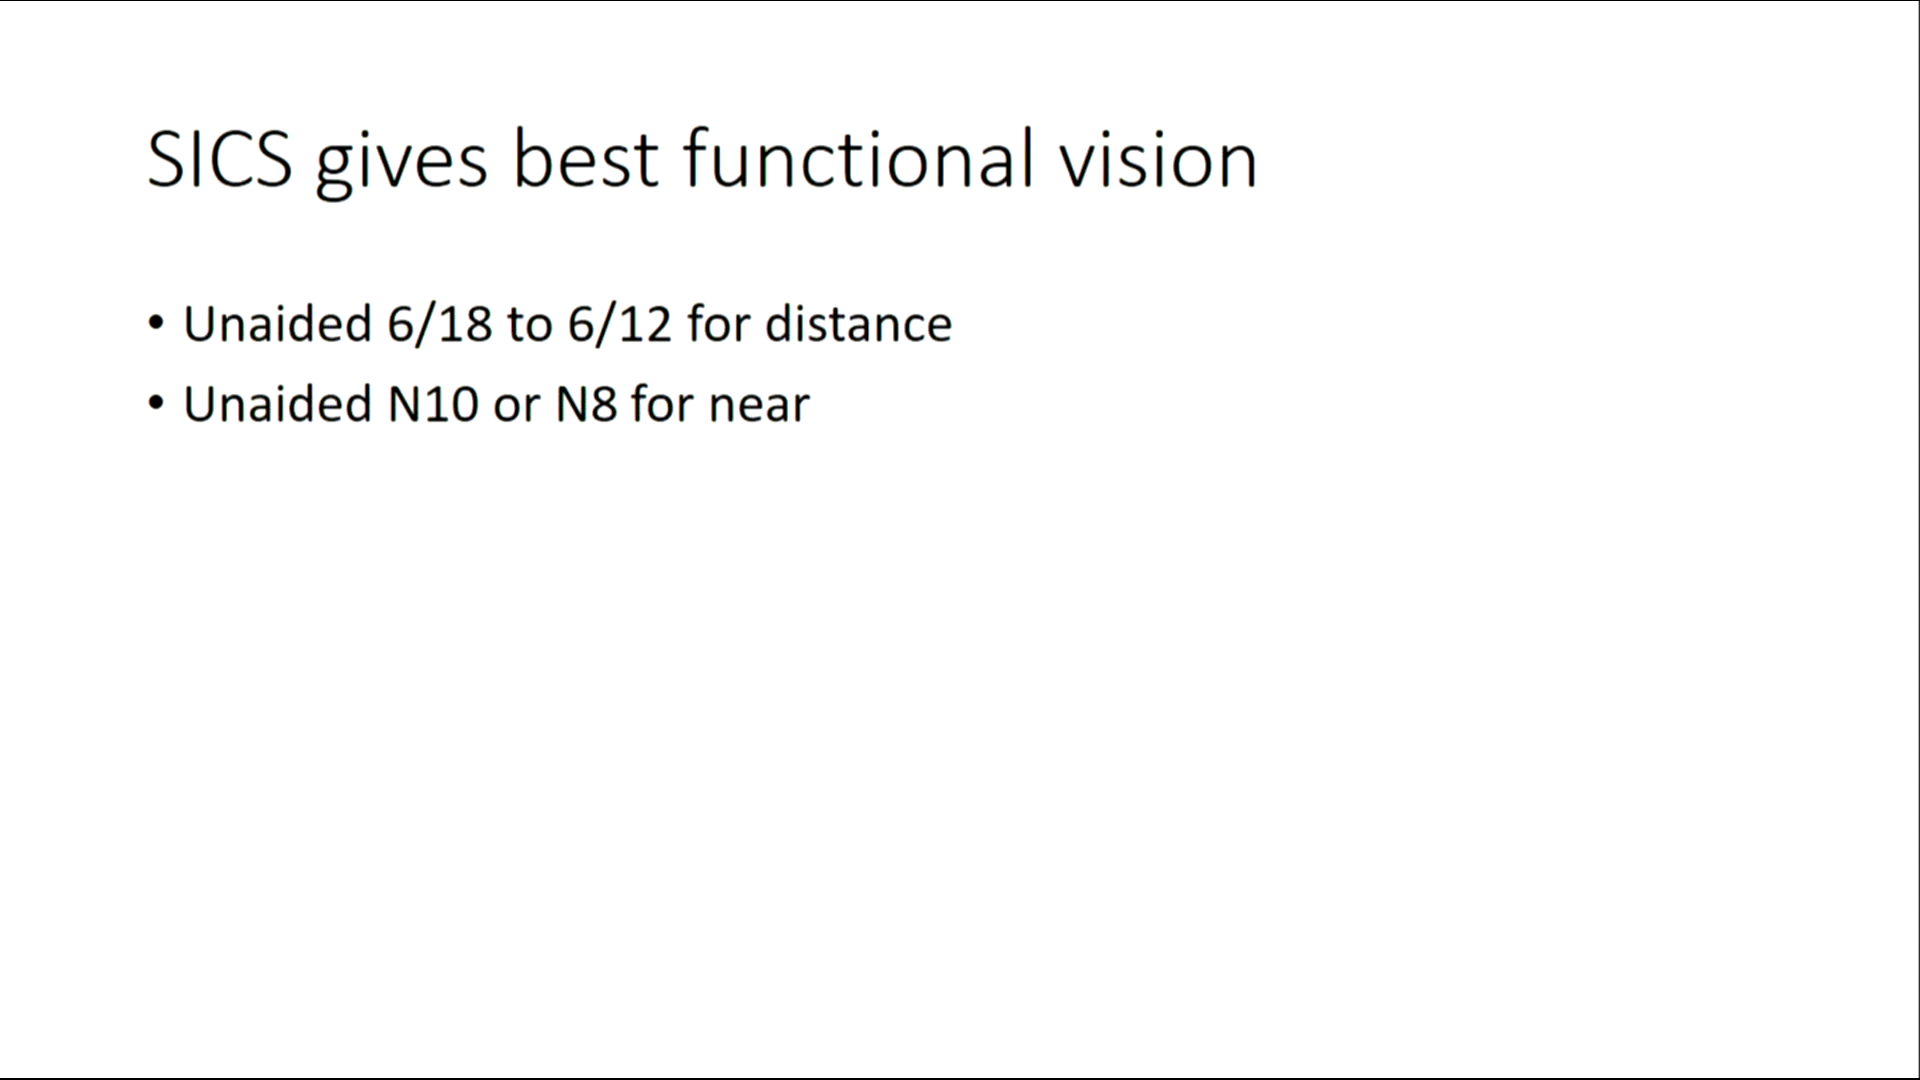 SICS gives best functional vision
• Unaided 6/18 to 6/12 for distance
• Unaided N10 or N8 for near